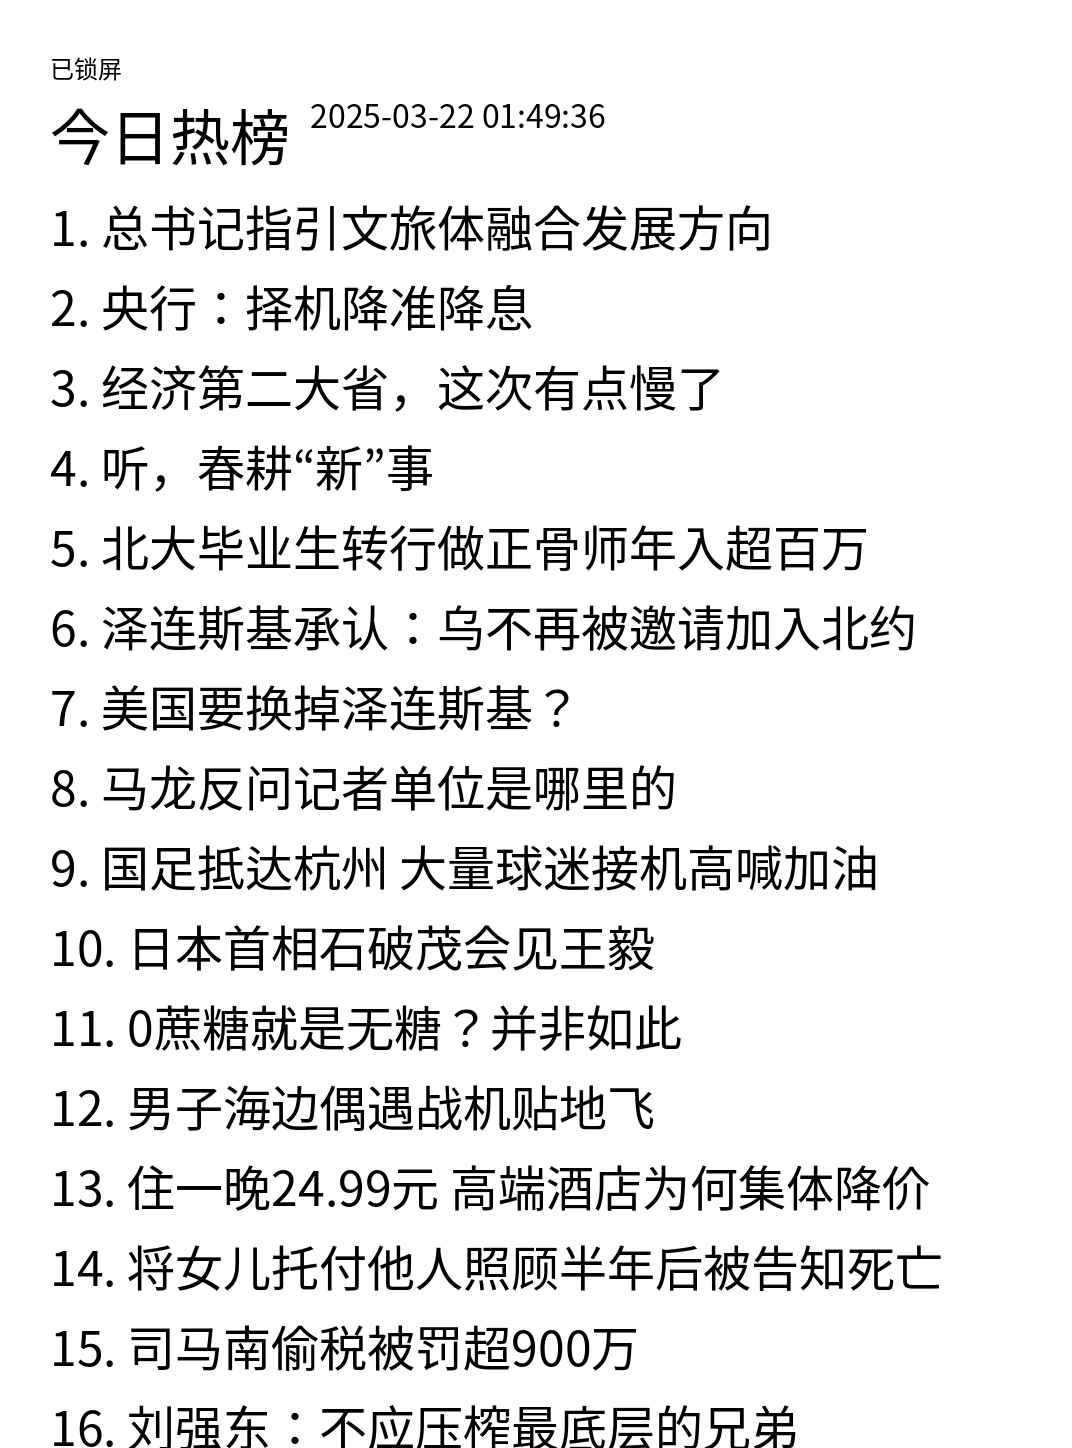 已锁屏
今日热榜 2025-03-22 01:49:36
1. 总书记指引文旅体融合发展方向
2. 央行：择机降准降息
3. 经济第二大省，这次有点慢了
4. 听，春耕“新”事
5. 北大毕业生转行做正骨师年入超百万
6. 泽连斯基承认：乌不再被邀请加入北约
7. 美国要换掉泽连斯基？
8. 马龙反问记者单位是哪里的
9. 国足抵达杭州 大量球迷接机高喊加油
10. 日本首相石破茂会见王毅
11. 0蔗糖就是无糖？并非如此
12. 男子海边偶遇战机贴地飞
13. 住一晚24.99元 高端酒店为何集体降价
14. 将女儿托付他人照顾半年后被告知死亡
15. 司马南偷税被罚超900万
16. 刘强东：不应压榨最底层的兄弟